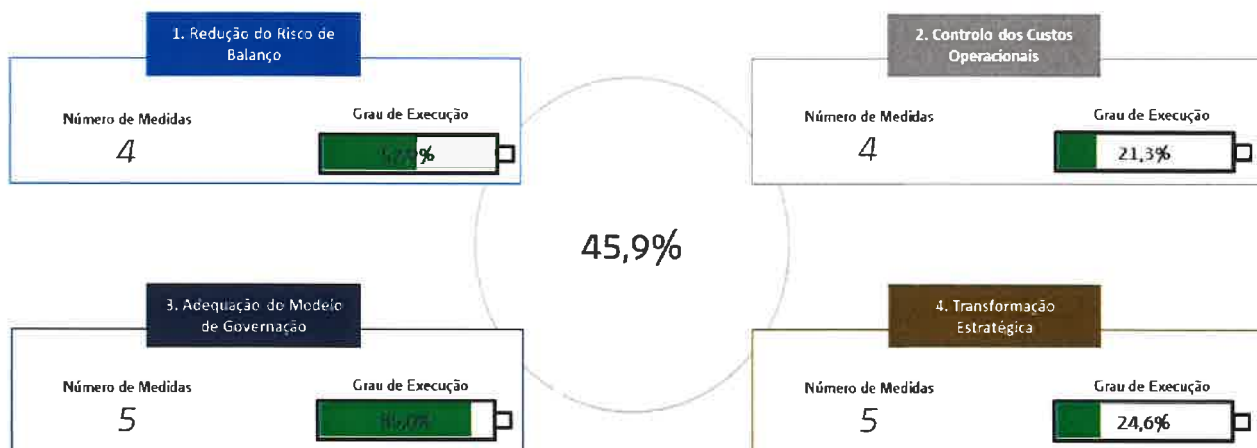 1. Redução do Risco de
Balanço
Número de Medidas
4
Grau de Execução
2. Controlo dos Custos
Operacionais
Número de Medidas
4
Grau de Execução
21,3%
45,9%
3. Adequação do Modelo
de Governação
Número de Medidas
5
Grau de Execução
4. Transformação
Estratégica
Número de Medidas
5
Grau de Execução
24,6%